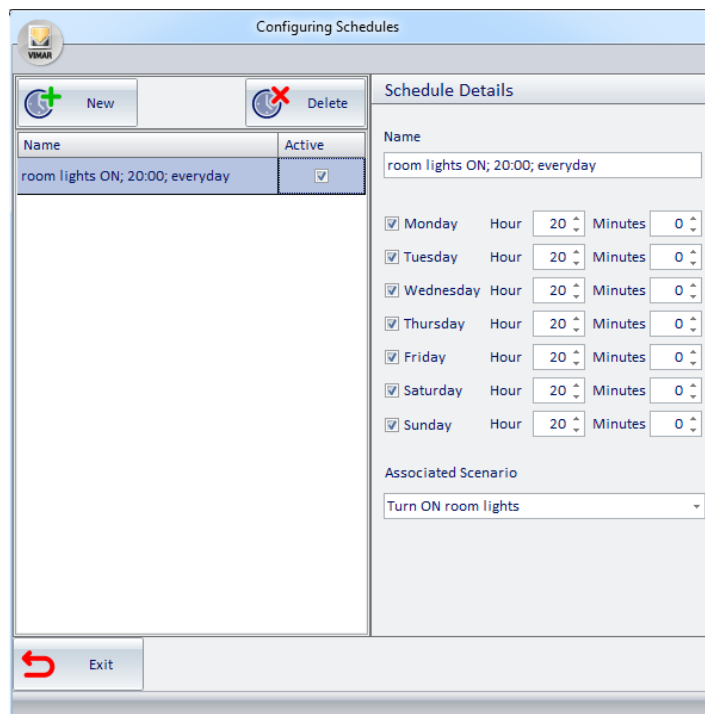 Configuring Schedules
VIMAR
New
Delete
Name
Active
room lights ON; 20:00; everyday
Schedule Details
Name
room lights ON; 20:00; everyday
Monday Hour 20 Minutes 0
Tuesday Hour 20 Minutes 0
Wednesday Hour 20 Minutes 0
Thursday Hour 20 Minutes 0
Friday Hour 20 Minutes 0
Saturday Hour 20 Minutes 0
Sunday Hour 20 Minutes 0
Associated Scenario
Turn ON room lights
Exit